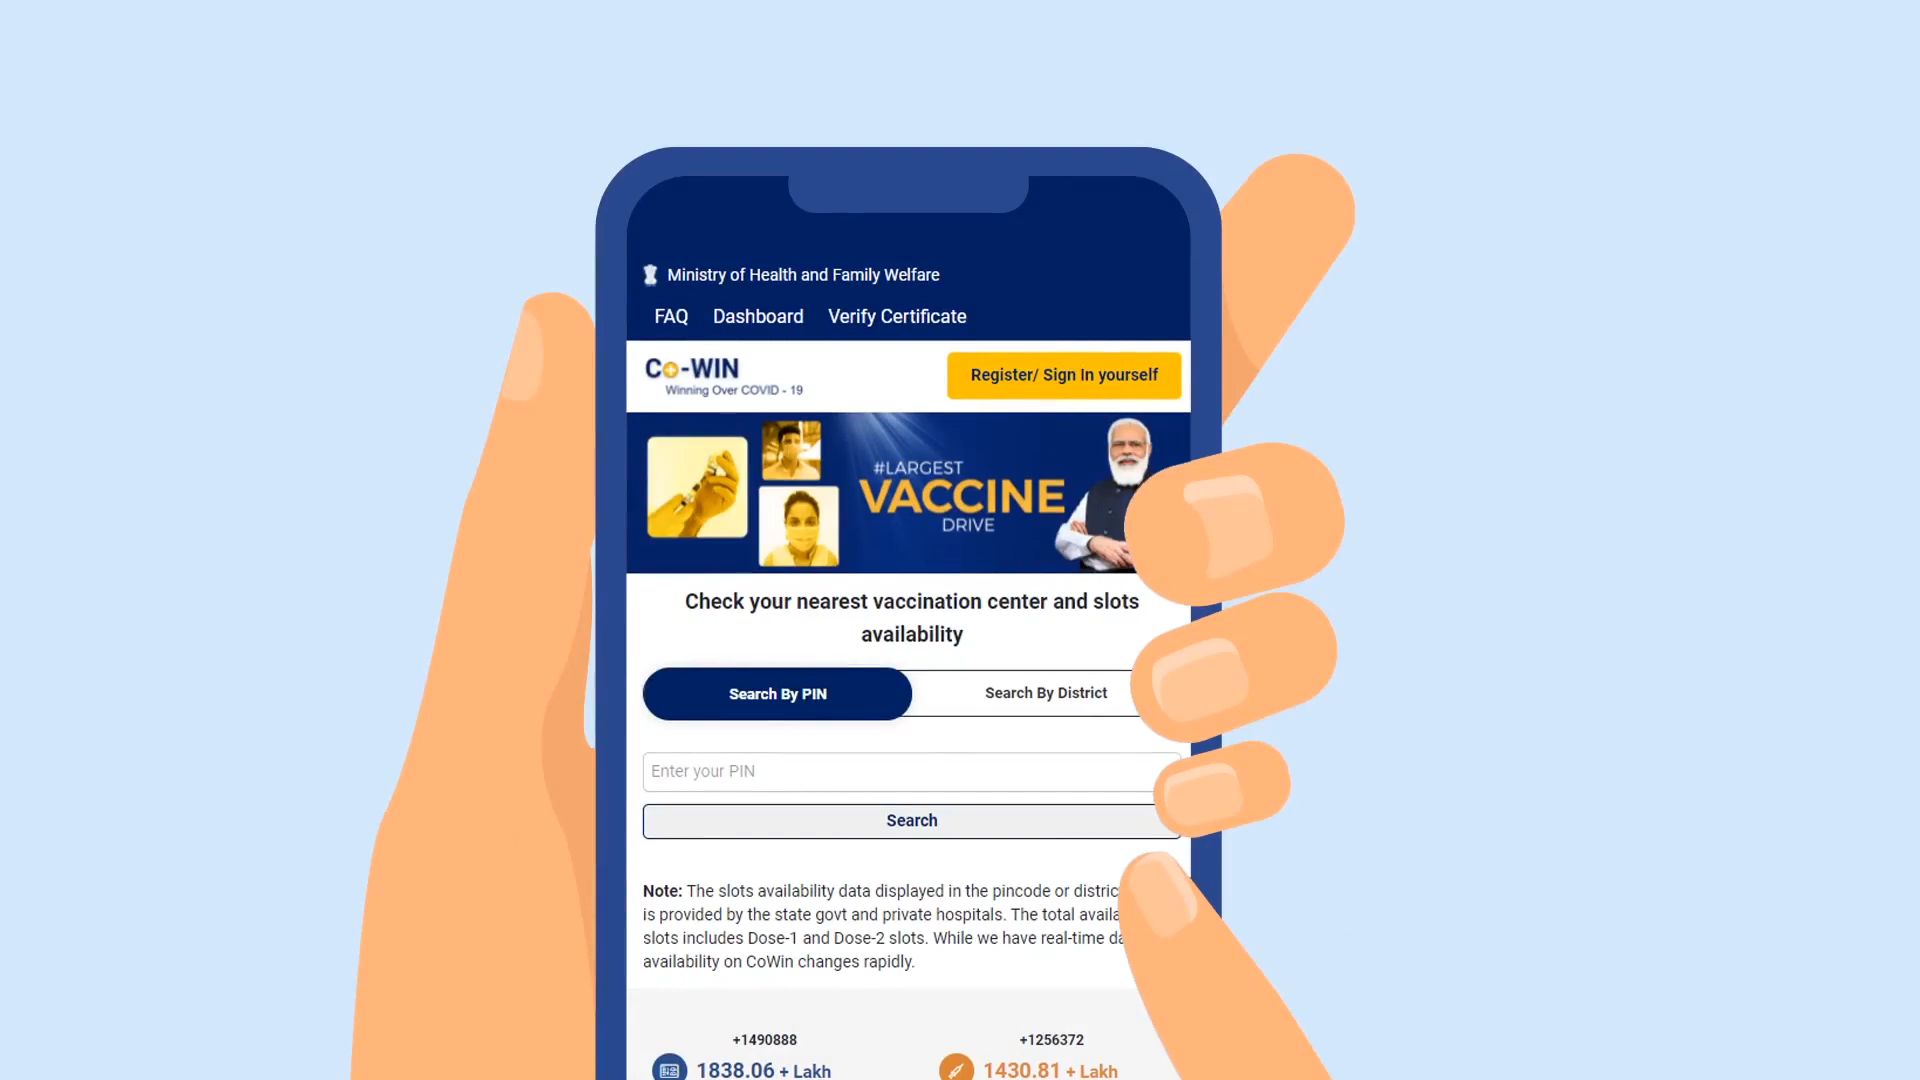 Ministry of Health and Family Welfare
FAQ Dashboard Verify Certificate
Co-WIN
Winning Over COVID - 19
Register/ Sign In yourself
#LARGEST
VACCINE
DRIVE
Check your nearest vaccination center and slots
availability
Search By PIN
Search By District
Enter your PIN
Search
Note: The slots availability data displayed in the pincode or
is provided by the state govt and private hospitals. The total
slots includes Dose-1 and Dose-2 slots. While we have real-time
availability on CoWin changes rapidly.
+1490888
1838.06 + Lakh
+1256372
1430.81 + Lakh